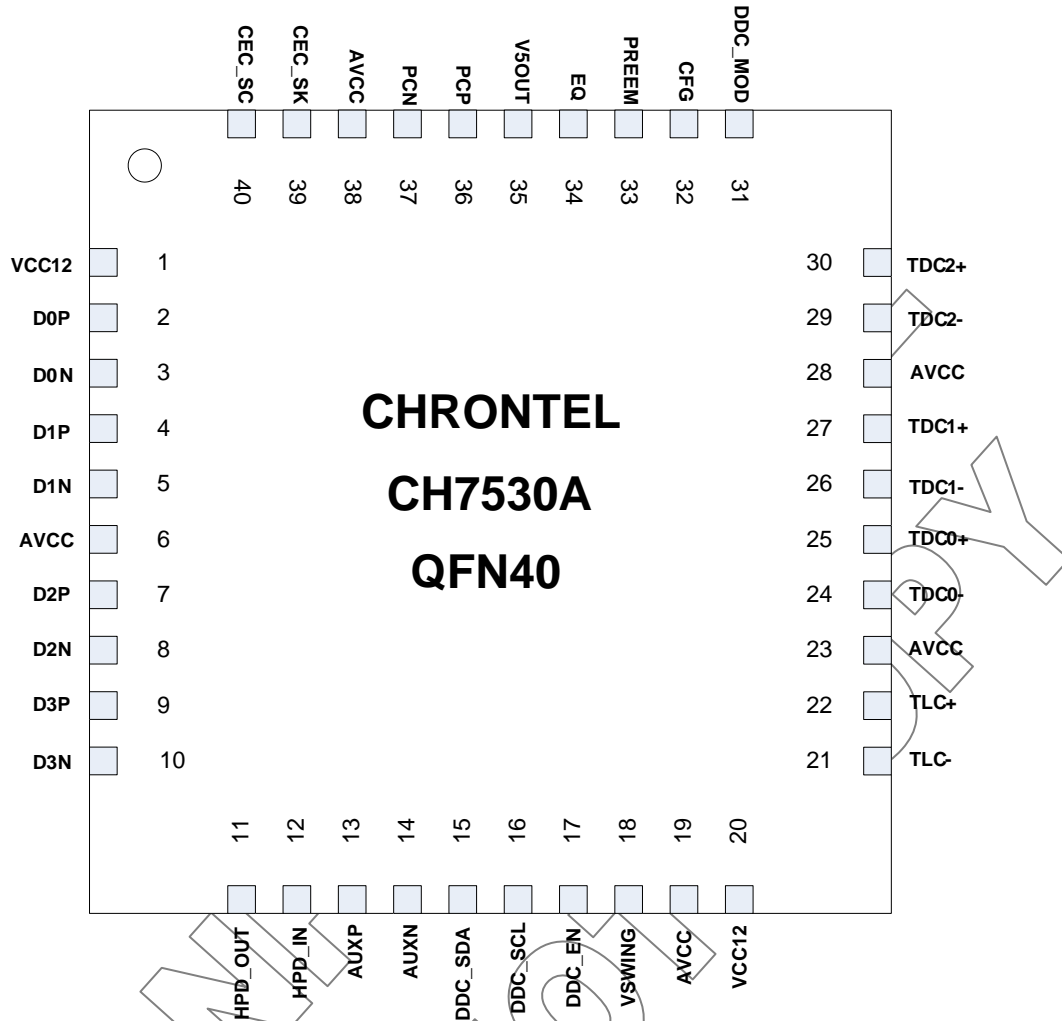 CEC_SC
CEC_SK
AVCC
PCN
PCP
V5OUT
EQ
PREEM
CFG
DDC_MOD
40
39
38
37
36
35
34
33
32
31
VCC12 1
D0P 2
D0N 3
D1P 4
D1N 5
AVCC 6
D2P 7
D2N 8
D3P 9
D3N 10
CHRONTEL
CH7530A
QFN40
30 TDC2+
29 TDC2-
28 AVCC
27 TDC1+
26 TDC1-
25 TDC0+
24 TDC0-
23 AVCC
22 TLC+
21 TLC-
11
12
13
14
15
16
17
18
19
20
HPD_OUT
HPD_IN
AUXP
AUXN
DDC_SDA
DDC_SCL
DDC_EN
VSWING
AVCC
VCC12